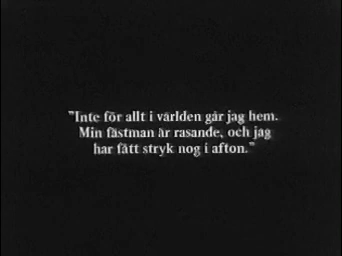 "Inte för allt i världen går jag hem.
Min fästman är rasande, och jag
har fått stryk nog i afton."